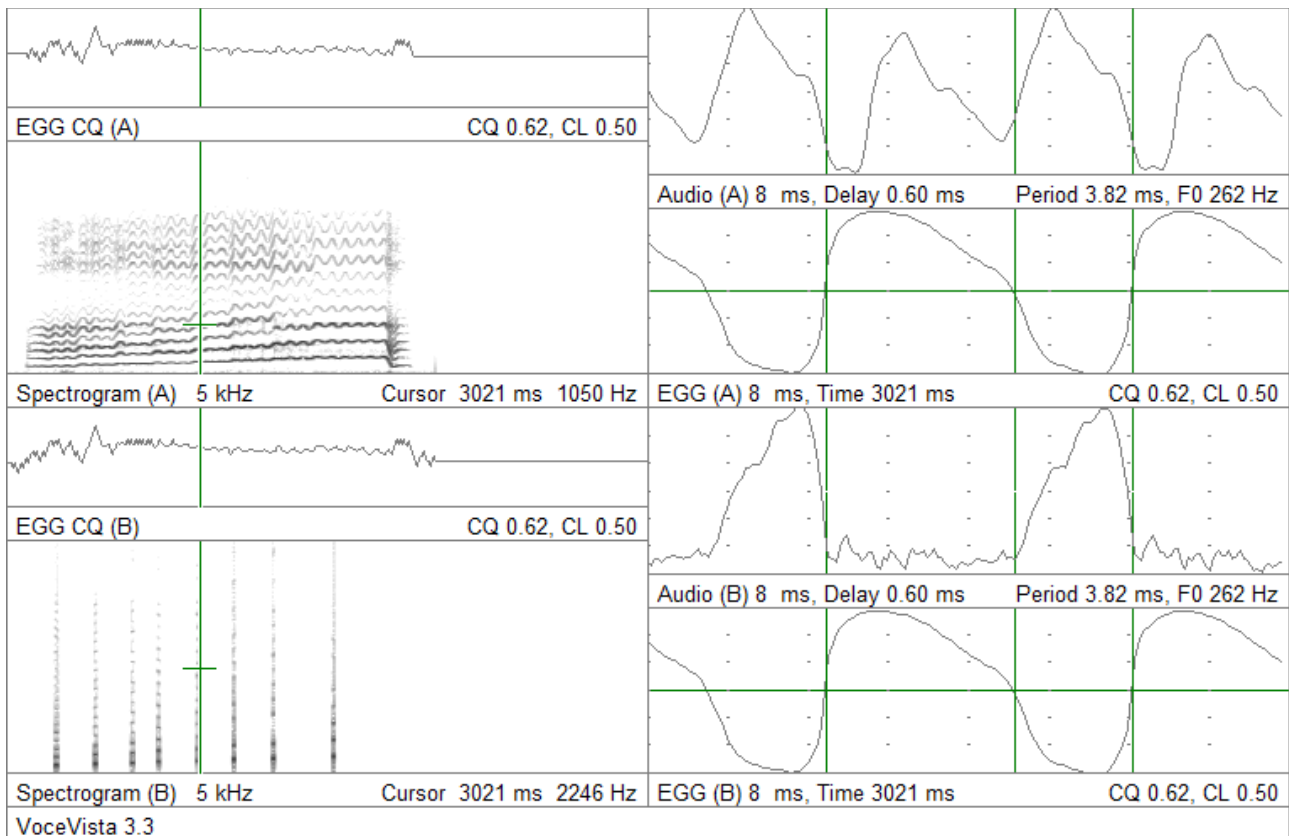 EGG CQ (A) CQ 0.62, CL 0.50
Spectrogram (A) 5 kHz Cursor 3021 ms 1050 Hz
EGG CQ (B) CQ 0.62, CL 0.50
Spectrogram (B) 5 kHz Cursor 3021 ms 2246 Hz
Audio (A) 8 ms, Delay 0.60 ms Period 3.82 ms, F0 262 Hz
EGG (A) 8 ms, Time 3021 ms CQ 0.62, CL 0.50
Audio (B) 8 ms, Delay 0.60 ms Period 3.82 ms, F0 262 Hz
EGG (B) 8 ms, Time 3021 ms CQ 0.62, CL 0.50
VoceVista 3.3